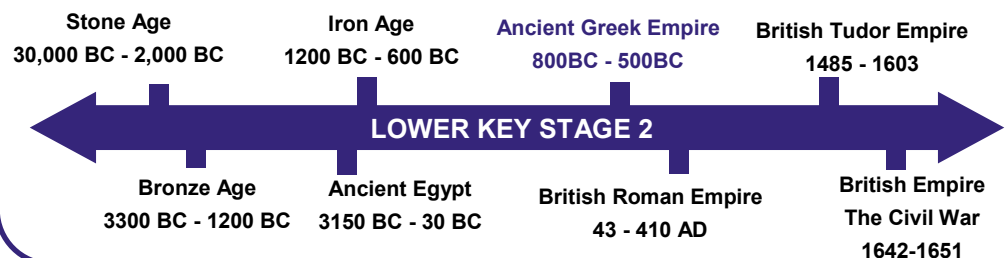 Stone Age
30,000 BC - 2,000 BC
Iron Age
1200 BC - 600 BC
Ancient Greek Empire
800BC - 500BC
British Tudor Empire
1485 - 1603
LOWER KEY STAGE 2
Bronze Age
3300 BC - 1200 BC
Ancient Egypt
3150 BC - 30 BC
British Roman Empire
43 - 410 AD
British Empire
The Civil War
1642-1651